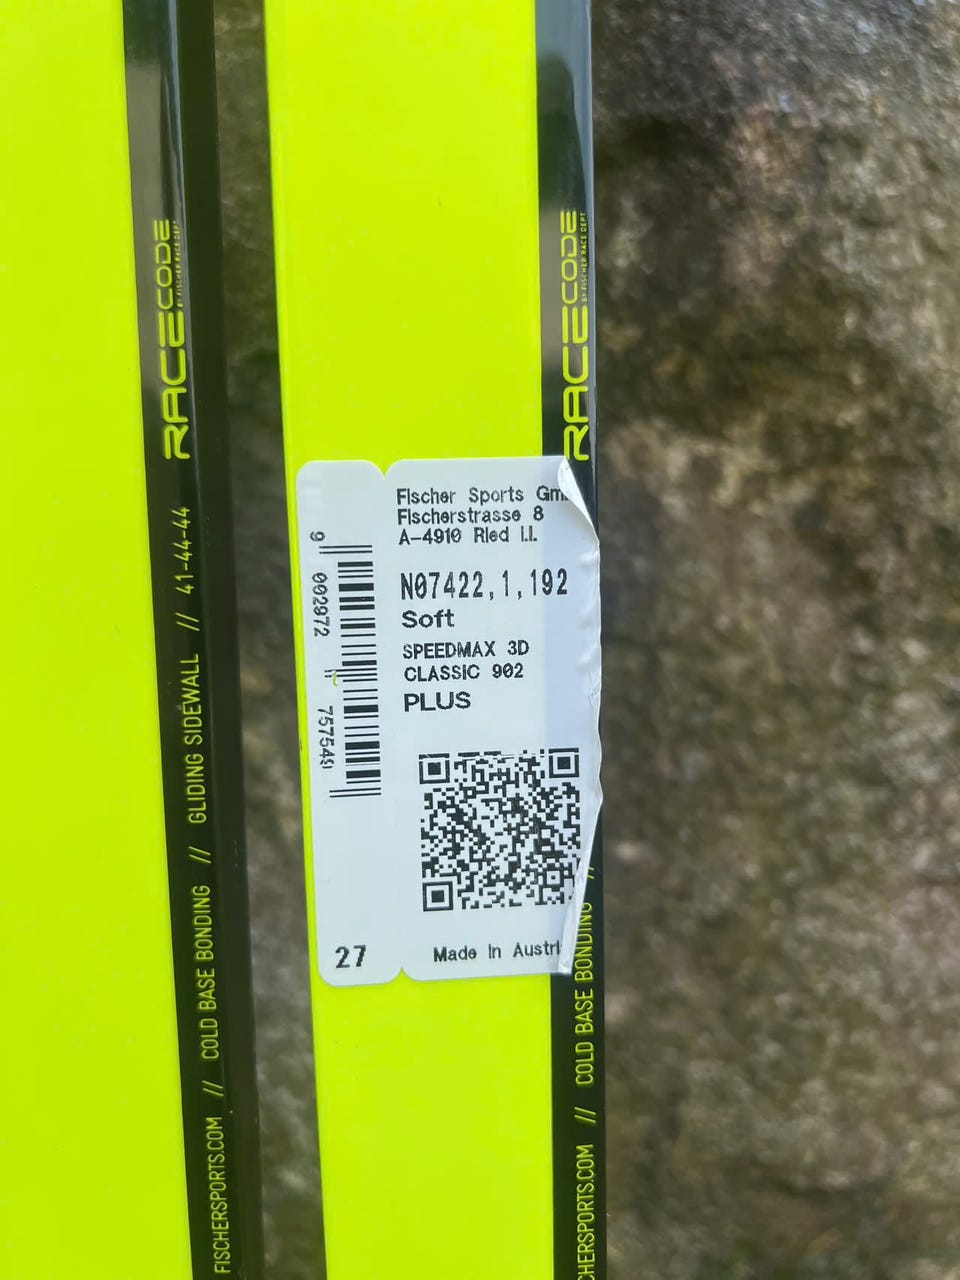 RACECODE
BY FISCHER RACE DEPT
FISCHERSPORTS.COM // COLD BASE BONDING // GLIDING SIDEWALL // 41-44-44
RACECODE
BY FISCHER RACE DEPT
Fischer Sports Gm
Fischerstrasse 8
A-4910 Ried I.I.
N07422,1,192
Soft
SPEEDMAX 3D
CLASSIC 902
PLUS
9 002972 757549
27
Made in Austri
CHERSPORTS.COM // COLD BASE BONDING //